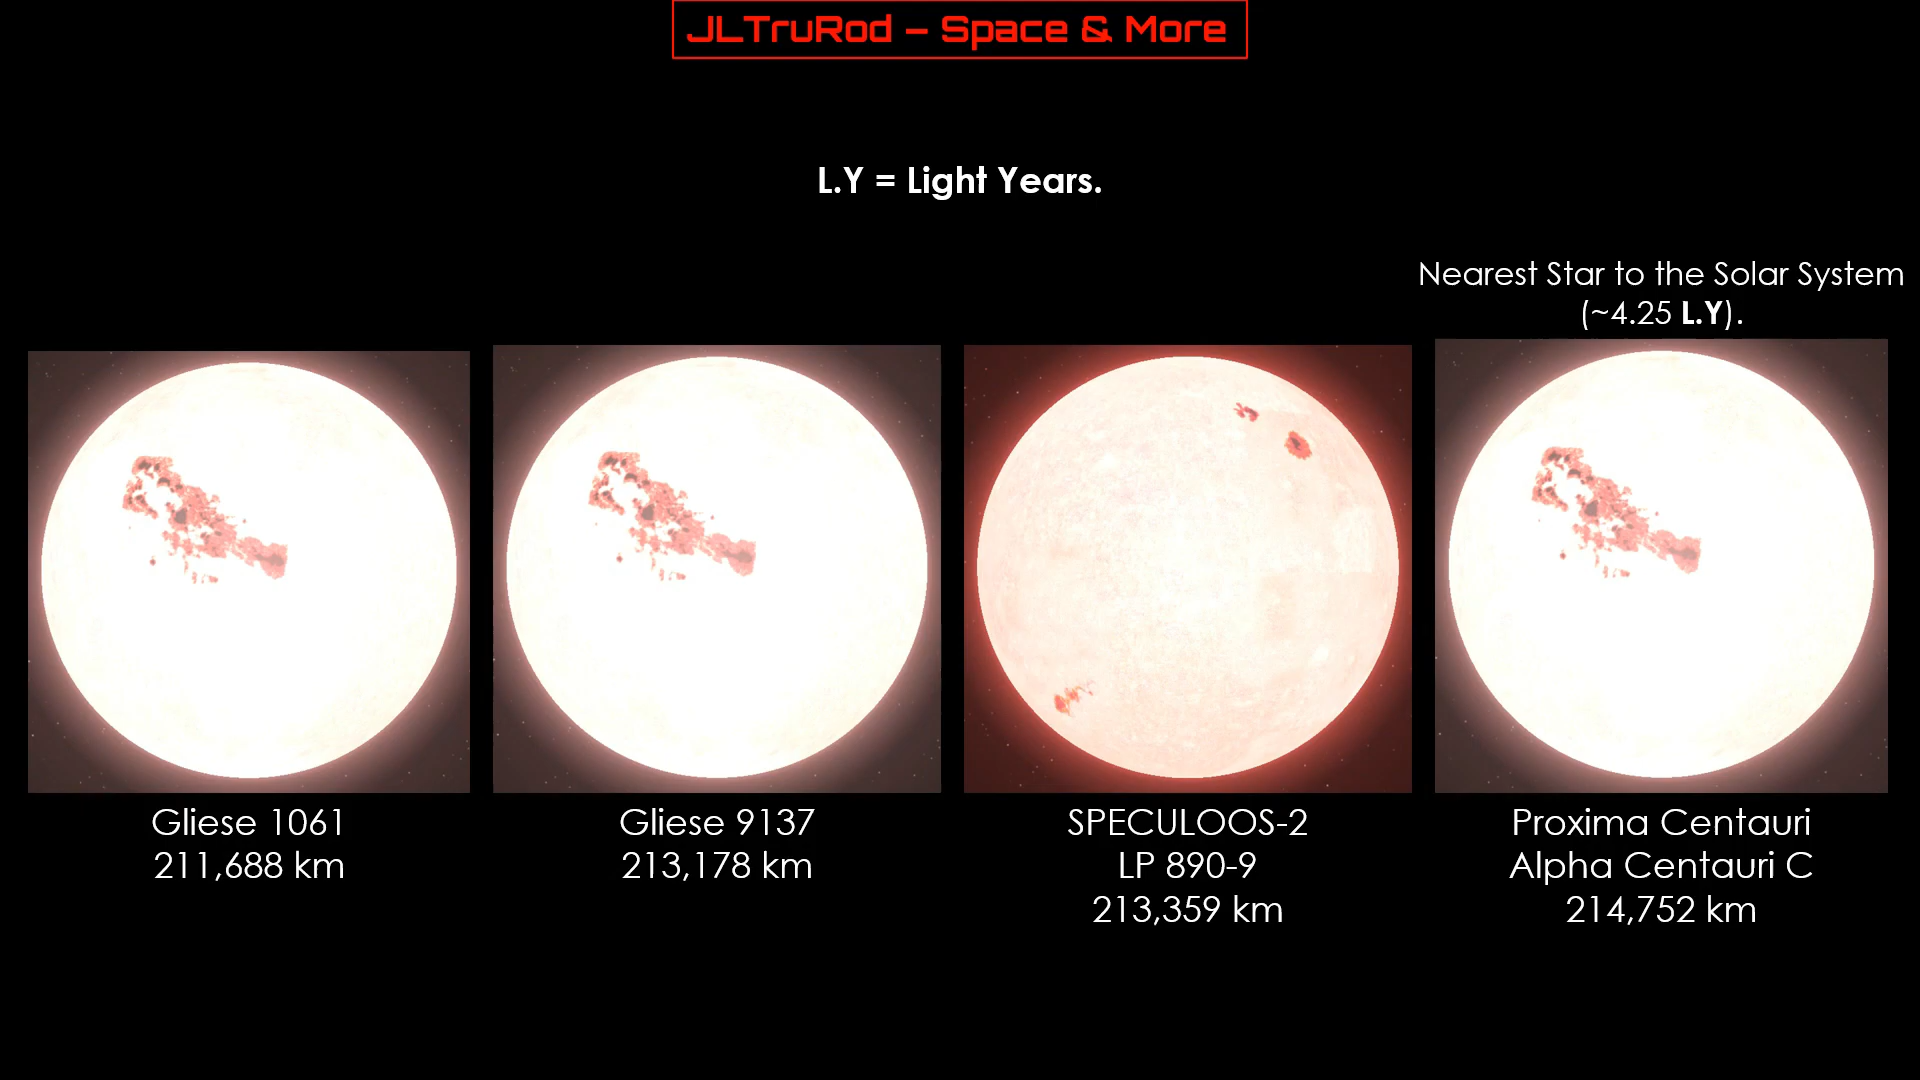 JLTruRod – Space & More
L.Y = Light Years.
Nearest Star to the Solar System
(~4.25 L.Y).
Gliese 1061
211,688 km
Gliese 9137
213,178 km
SPECULOOS-2
LP 890-9
213,359 km
Proxima Centauri
Alpha Centauri C
214,752 km